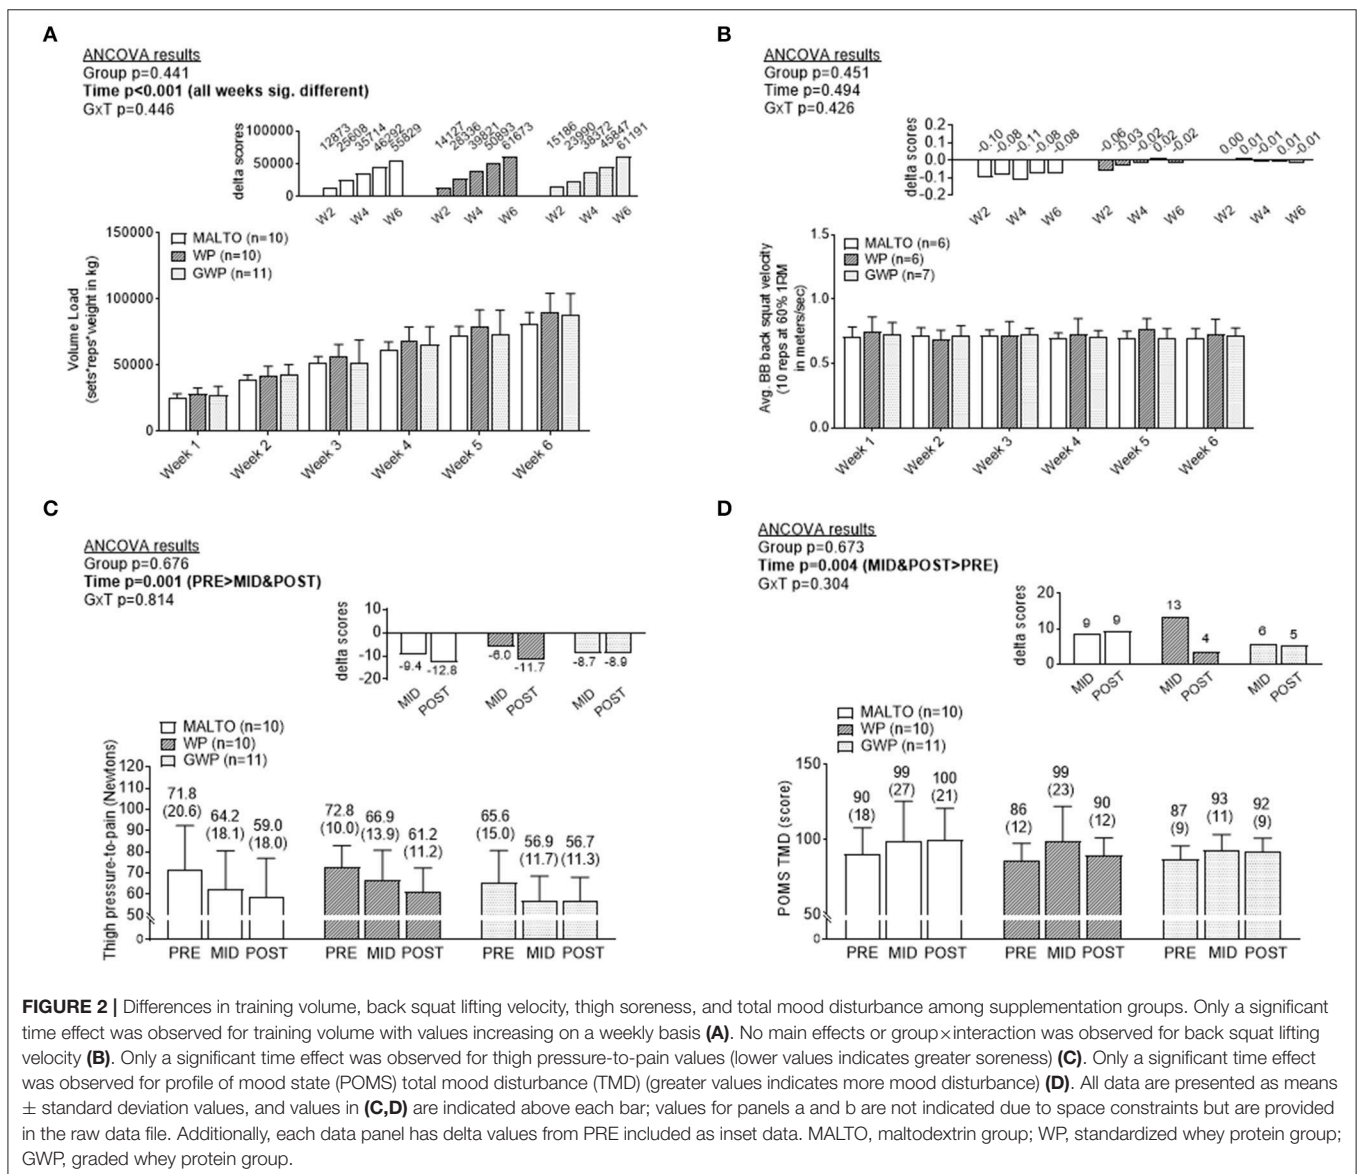 A
ANCOVA results
Group p=0.441
Time p<0.001 (all weeks sig. different)
GxT p=0.446
delta scores
100000
50000
0
12873
25608
35714
46292
55829
14127
28336
39821
50893
61673
15186
23990
38372
45847
61191
W2 W4 W6 W2 W4 W6 W2 W4 W6
MALTO (n=10)
WP (n=10)
GWP (n=11)
Volume Load
(sets*reps*weight in kg)
150000
100000
50000
0
Week 1 Week 2 Week 3 Week 4 Week 5 Week 6
B
ANCOVA results
Group p=0.451
Time p=0.494
GxT p=0.426
delta scores
0.2
0.1
0.0
-0.1
-0.2
-0.10
-0.08
-0.11
-0.08
-0.08
-0.06
-0.03
-0.02
0.02
-0.02
0.00
0.01
-0.01
0.01
-0.01
W2 W4 W6 W2 W4 W6 W2 W4 W6
MALTO (n=6)
WP (n=6)
GWP (n=7)
Avg. BB back squat velocity
(10 reps at 60% 1RM
in meters/sec)
1.5
1.0
0.5
0.0
Week 1 Week 2 Week 3 Week 4 Week 5 Week 6
C
ANCOVA results
Group p=0.676
Time p=0.001 (PRE>MID&POST)
GxT p=0.814
delta scores
10
0
-10
-20
-9.4 -12.8 -6.0 -11.7 -8.7 -8.9
MID POST MID POST MID POST
MALTO (n=10)
WP (n=10)
GWP (n=11)
Thigh pressure-to-pain (Newtons)
120
110
100
90
80
70
60
50
0
71.8
(20.6)
64.2
(18.1)
59.0
(18.0)
72.8
(10.0)
66.9
(13.9)
61.2
(11.2)
65.6
(15.0)
56.9
(11.7)
56.7
(11.3)
PRE MID POST PRE MID POST PRE MID POST
D
ANCOVA results
Group p=0.673
Time p=0.004 (MID&POST>PRE)
GxT p=0.304
delta scores
20
10
0
9 9 13 4 6 5
MID POST MID POST MID POST
MALTO (n=10)
WP (n=10)
GWP (n=11)
POMS TMD (score)
150
100
50
0
90
(18)
99
(27)
100
(21)
86
(12)
99
(23)
90
(12)
87
(9)
93
(11)
92
(9)
PRE MID POST PRE MID POST PRE MID POST
FIGURE 2 | Differences in training volume, back squat lifting velocity, thigh soreness, and total mood disturbance among supplementation groups. Only a significant
time effect was observed for training volume with values increasing on a weekly basis (A). No main effects or group×interaction was observed for back squat lifting
velocity (B). Only a significant time effect was observed for thigh pressure-to-pain values (lower values indicates greater soreness) (C). Only a significant time effect
was observed for profile of mood state (POMS) total mood disturbance (TMD) (greater values indicates more mood disturbance) (D). All data are presented as means
± standard deviation values, and values in (C,D) are indicated above each bar; values for panels a and b are not indicated due to space constraints but are provided
in the raw data file. Additionally, each data panel has delta values from PRE included as inset data. MALTO, maltodextrin group; WP, standardized whey protein group;
GWP, graded whey protein group.